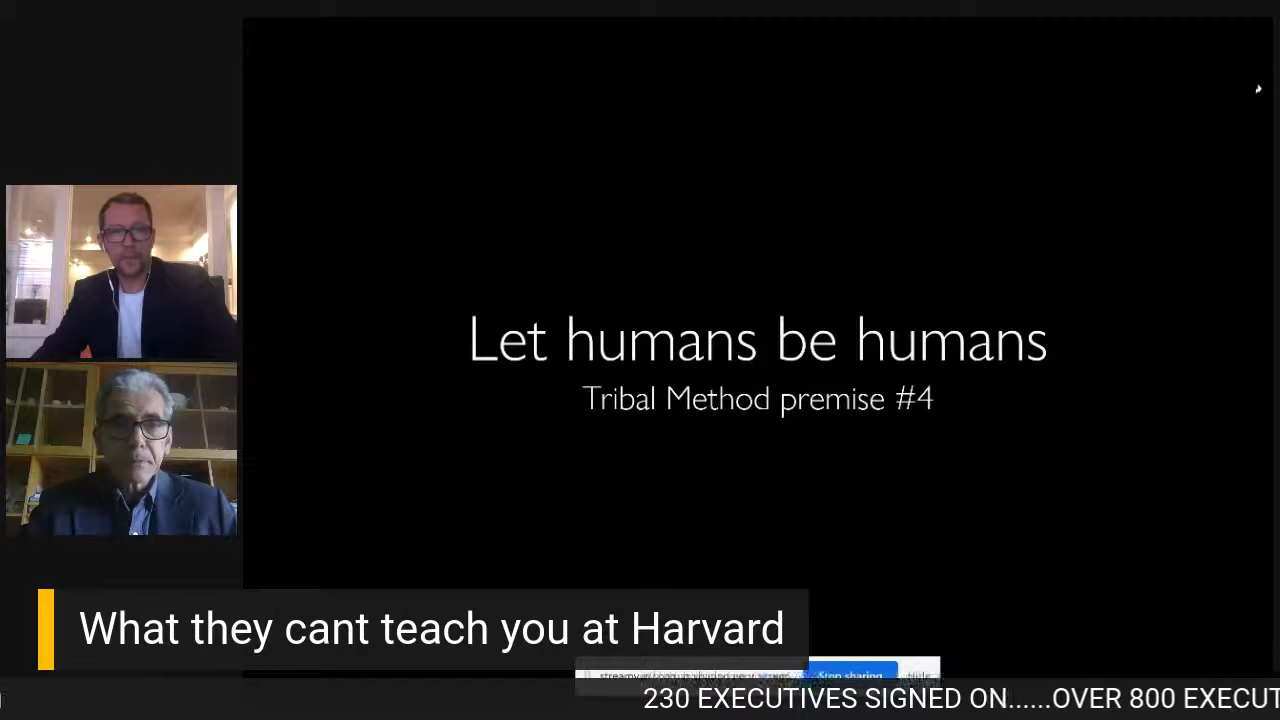 Let humans be humans
Tribal Method premise #4
What they cant teach you at Harvard
Stop sharing
Hide
230 EXECUTIVES SIGNED ON......OVER 800 EXECUT